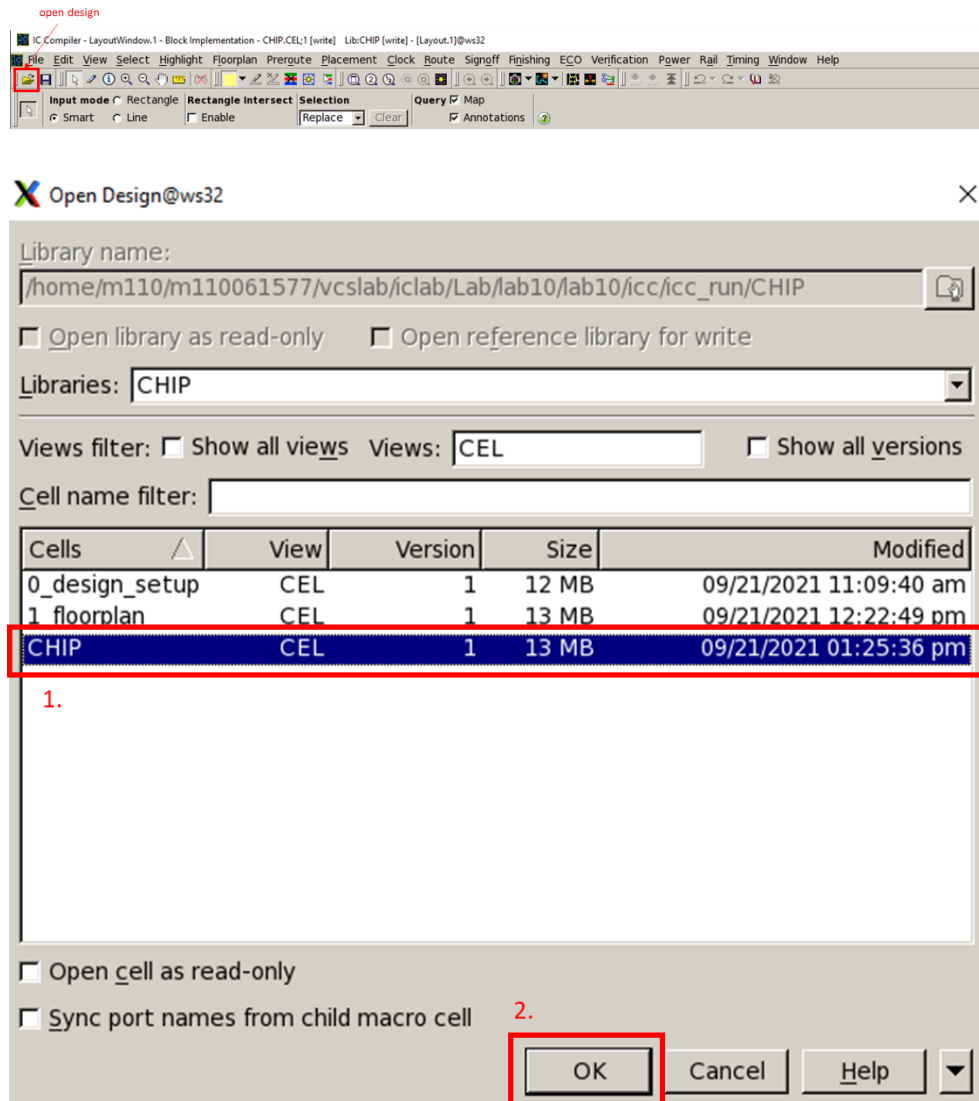 open design
IC Compiler - LayoutWindow.1 - Block Implementation - CHIP.CEL;1 [write]   Lib:CHIP [write] - [Layout.1]@ws32
File Edit View Select Highlight Floorplan Preroute Placement Clock Route Signoff Finishing ECO Verification Power Rail Timing Window Help
Input mode Rectangle Rectangle Intersect Selection Query Map
Smart Line Enable Replace Clear Annotations
Open Design@ws32
Library name:
/home/m110/m110061577/vcslab/iclab/Lab/lab10/lab10/icc/icc_run/CHIP
Open library as read-only Open reference library for write
Libraries: CHIP
Views filter: Show all views Views: CEL Show all versions
Cell name filter:
Cells View Version Size Modified
0_design_setup CEL 1 12 MB 09/21/2021 11:09:40 am
1_floorplan CEL 1 13 MB 09/21/2021 12:22:49 pm
CHIP CEL 1 13 MB 09/21/2021 01:25:36 pm
1.
Open cell as read-only
Sync port names from child macro cell
2.
OK Cancel Help